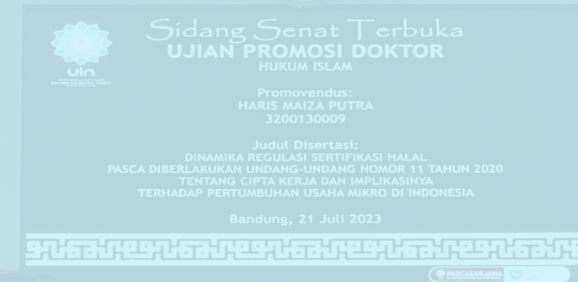 Sidang Senat Terbuka
UJIAN PROMOSI DOKTOR
HUKUM ISLAM
uin
Promovendus:
HARIS MAIZA PUTRA
3200130009
Judul Disertasi:
DINAMIKA REGULASI SERTIFIKASI HALAL
PASCA DIBERLAKUKAN UNDANG-UNDANG NOMOR 11 TAHUN 2020
TENTANG CIPTA KERJA DAN IMPLIKASINYA
TERHADAP PERTUMBUHAN USAHA MIKRO DI INDONESIA
Bandung, 21 Juli 2023
PASCASARJANA